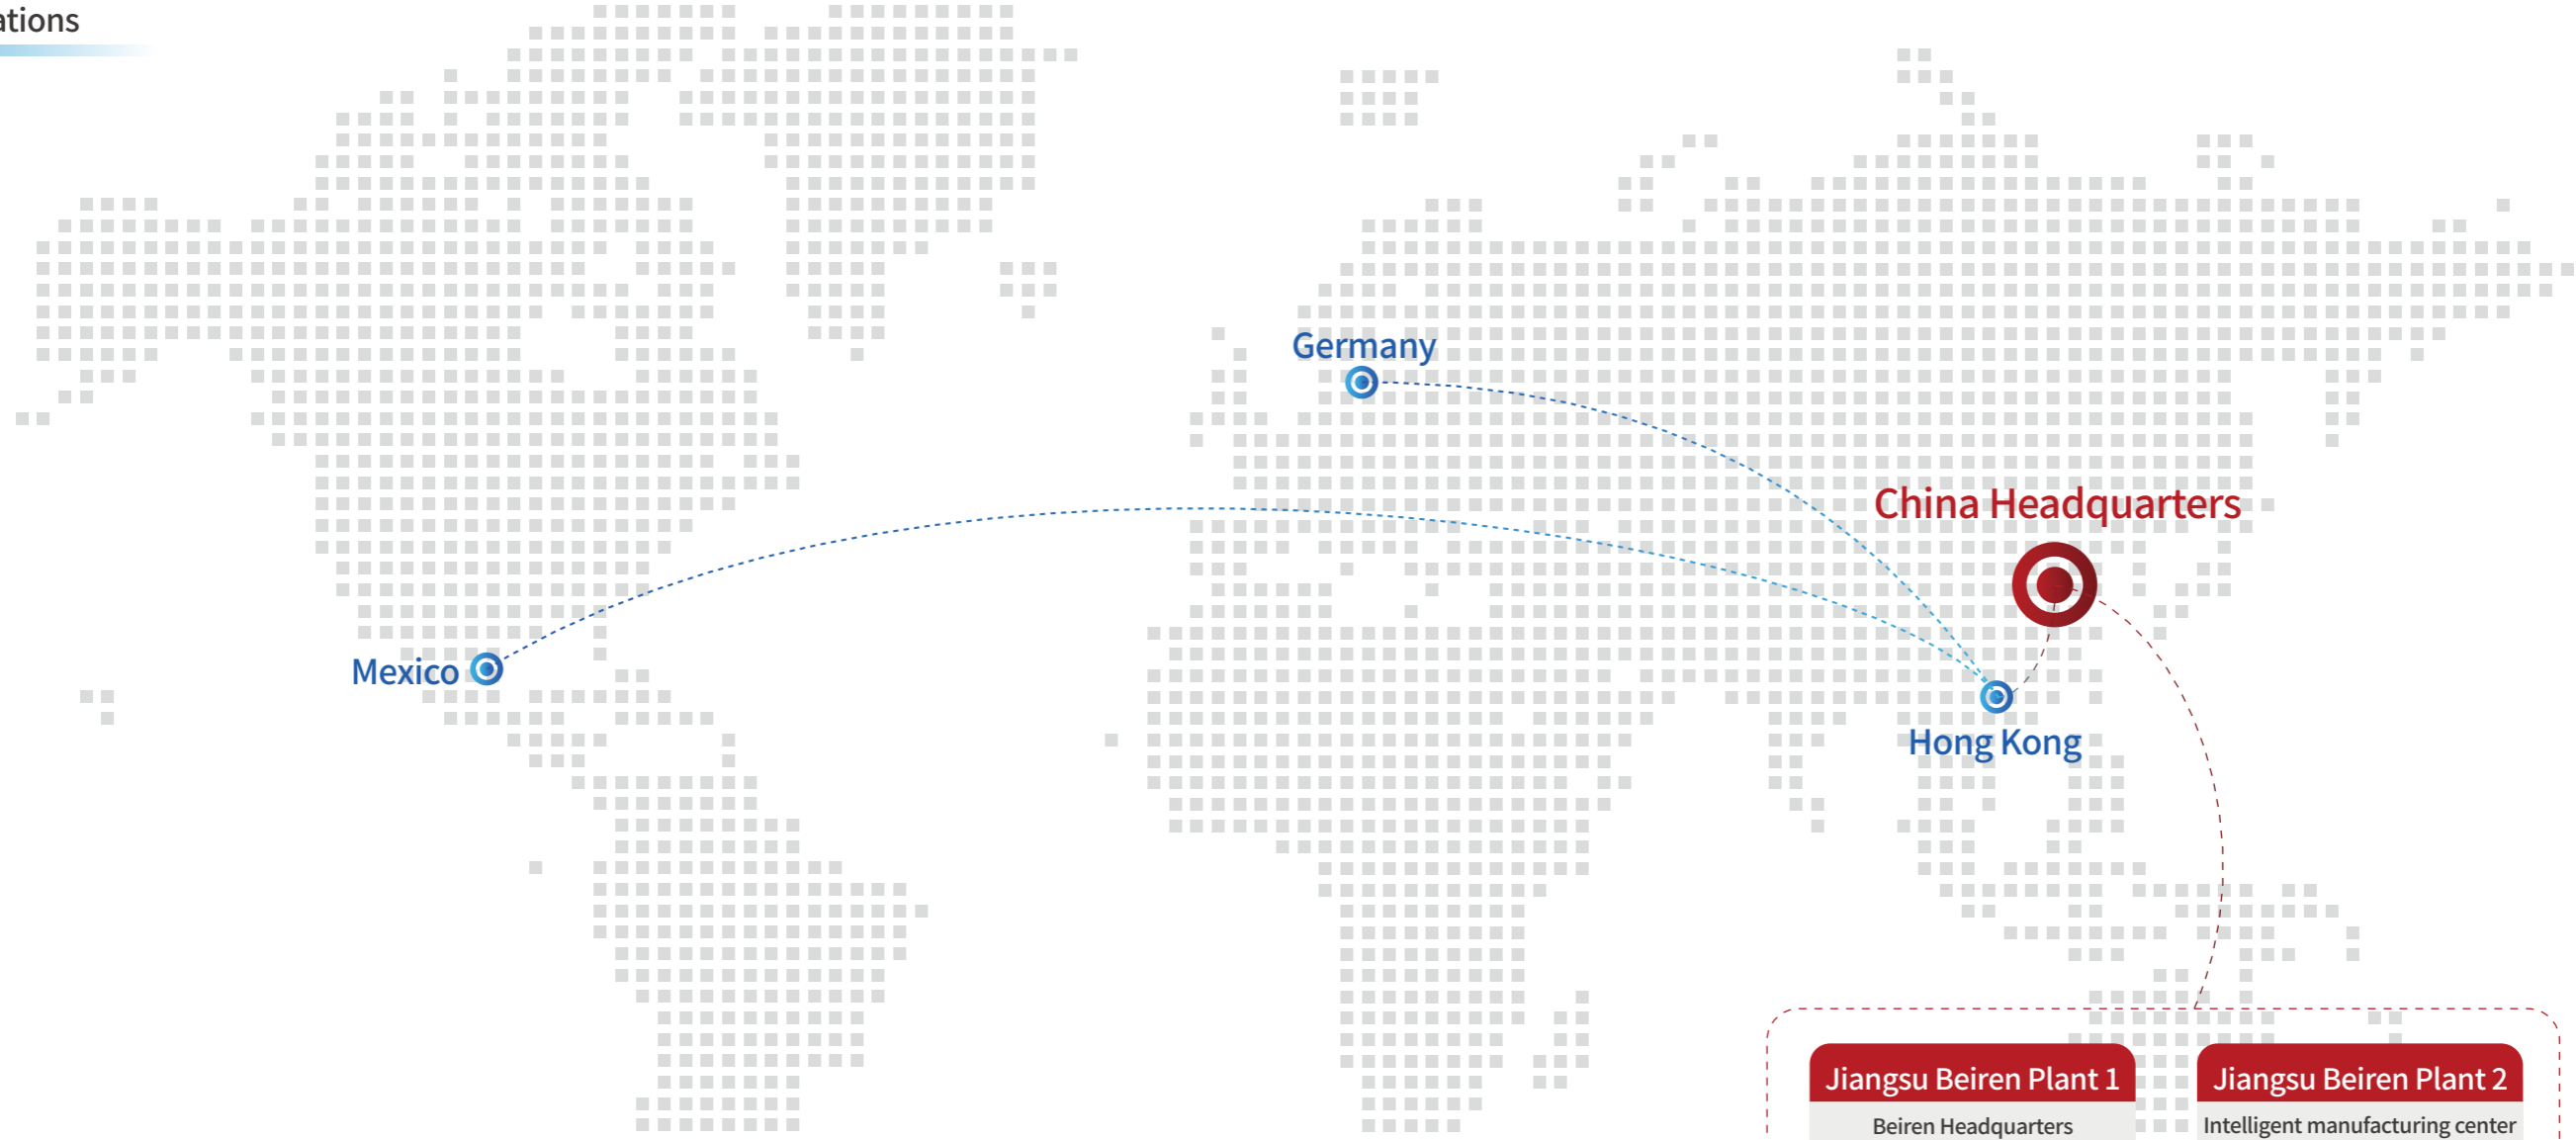 ations
Germany
China Headquarters
Mexico
Hong Kong
Jiangsu Beiren Plant 1
Beiren Headquarters
Jiangsu Beiren Plant 2
Intelligent manufacturing center